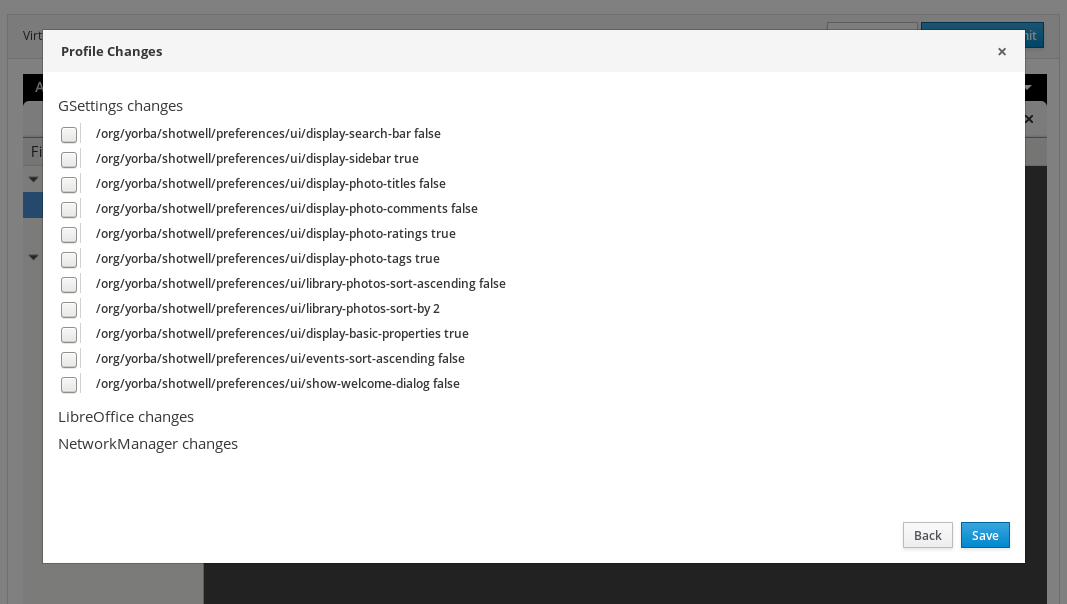 Profile Changes ×
GSettings changes
/org/yorba/shotwell/preferences/ui/display-search-bar false
/org/yorba/shotwell/preferences/ui/display-sidebar true
/org/yorba/shotwell/preferences/ui/display-photo-titles false
/org/yorba/shotwell/preferences/ui/display-photo-comments false
/org/yorba/shotwell/preferences/ui/display-photo-ratings true
/org/yorba/shotwell/preferences/ui/display-photo-tags true
/org/yorba/shotwell/preferences/ui/library-photos-sort-ascending false
/org/yorba/shotwell/preferences/ui/library-photos-sort-by 2
/org/yorba/shotwell/preferences/ui/display-basic-properties true
/org/yorba/shotwell/preferences/ui/events-sort-ascending false
/org/yorba/shotwell/preferences/ui/show-welcome-dialog false
LibreOffice changes
NetworkManager changes
Back Save